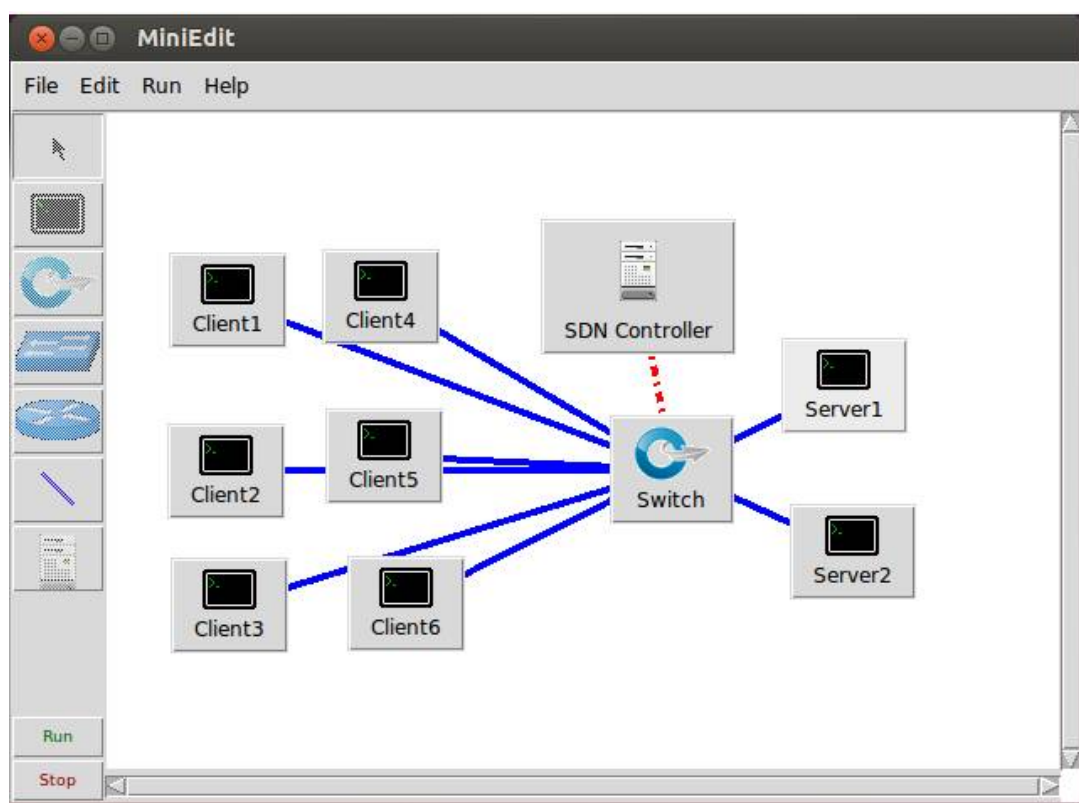 MiniEdit
File Edit Run Help
Client1
Client4
SDN Controller
Server1
Client2
Client5
Switch
Server2
Client3
Client6
Run
Stop